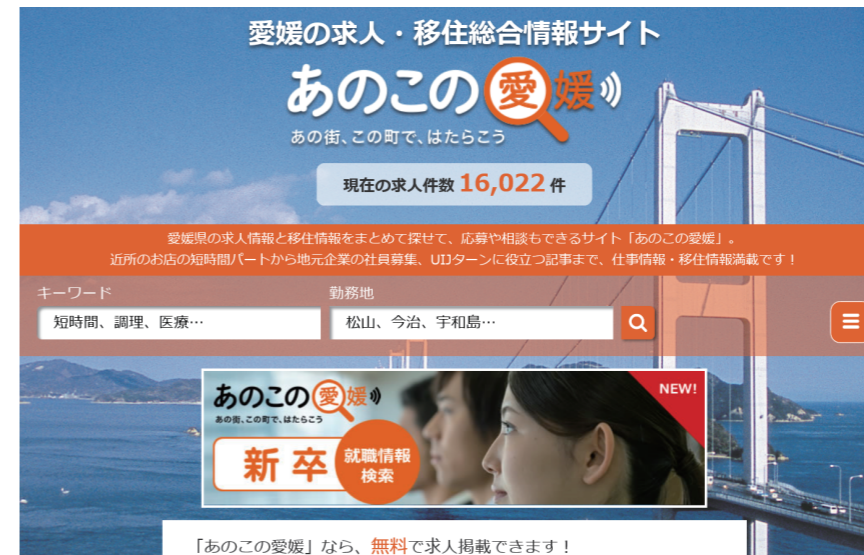 愛媛の求人・移住総合情報サイト
あのこの愛媛
あの街、この町で、はたらこう
現在の求人件数 16,022 件
愛媛県の求人情報と移住情報をまとめて探せて、応募や相談もできるサイト「あのこの愛媛」。
近所のお店の短時間パートから地元企業の社員募集、UIJターンに役立つ記事まで、仕事情報・移住情報満載です！
キーワード 勤務地
短時間、調理、医療… 松山、今治、宇和島…
あのこの愛媛 NEW!
あの街、この町で、はたらこう
新卒 就職情報
検索
「あのこの愛媛」なら、無料で求人掲載できます！